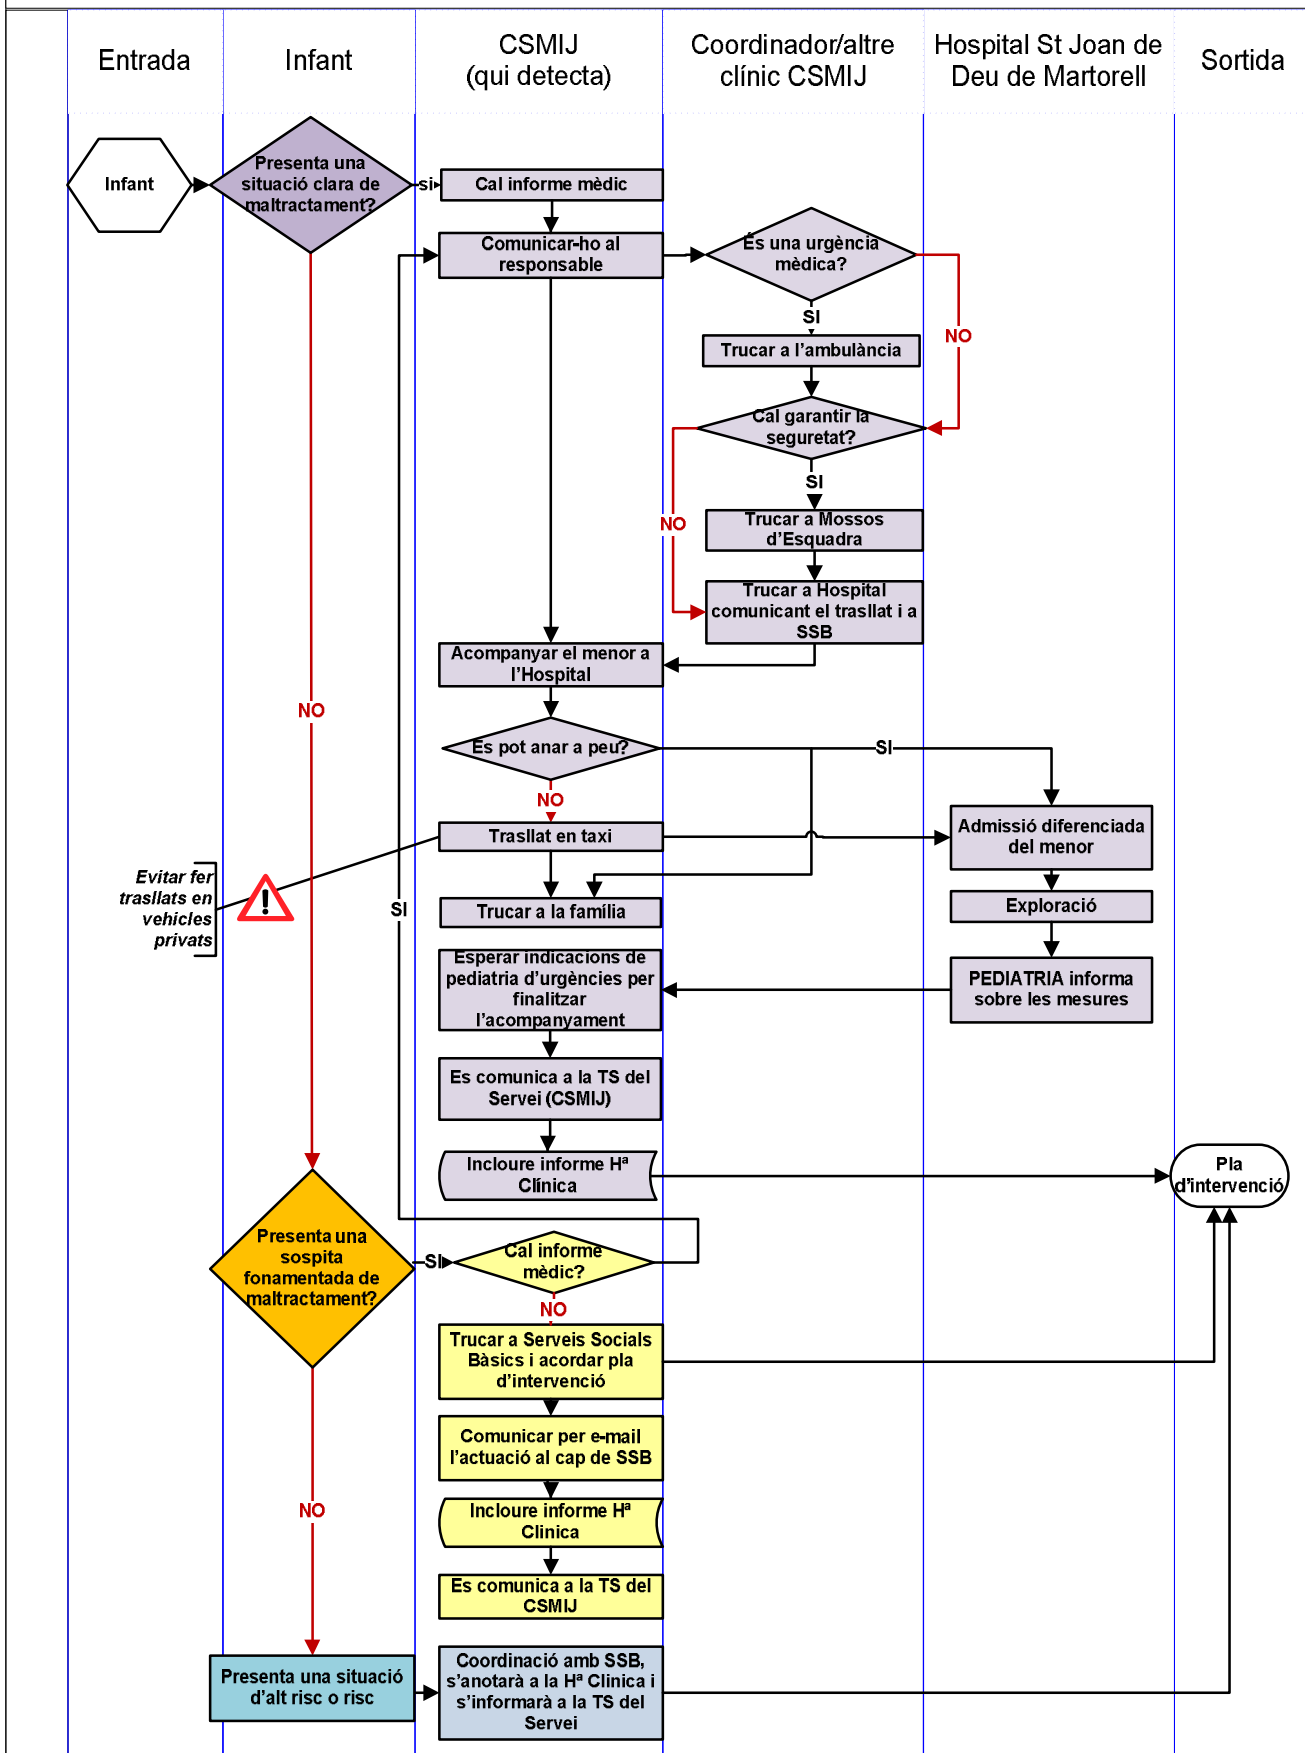 Entrada
Infant
CSMIJ
(qui detecta)
Coordinador/altre
clínic CSMIJ
Hospital St Joan de
Deu de Martorell
Sortida
Infant
Presenta una
situació clara de
maltractament?
si
Cal informe mèdic
Comunicar-ho al
responsable
És una urgència
mèdica?
SI
NO
Trucar a l'ambulància
Cal garantir la
seguretat?
SI
NO
Trucar a Mossos
d'Esquadra
Trucar a Hospital
comunicant el trasllat i a
SSB
Acompanyar el menor a
l'Hospital
NO
Es pot anar a peu?
SI
NO
Trasllat en taxi
Admissió diferenciada
del menor
Evitar fer
trasllats en
vehicles
privats
!
SI
Trucar a la família
Exploració
Esperar indicacions de
pediatria d'urgències per
finalitzar
l'acompanyament
PEDIATRIA informa
sobre les mesures
Es comunica a la TS del
Servei (CSMIJ)
Incloure informe Hª
Clínica
Pla
d'intervenció
Presenta una
sospita
fonamentada de
maltractament?
SI
Cal informe
mèdic?
NO
Trucar a Serveis Socials
Bàsics i acordar pla
d'intervenció
Comunicar per e-mail
l'actuació al cap de SSB
NO
Incloure informe Hª
Clinica
Es comunica a la TS del
CSMIJ
Presenta una situació
d'alt risc o risc
Coordinació amb SSB,
s'anotarà a la Hª Clinica i
s'informarà a la TS del
Servei